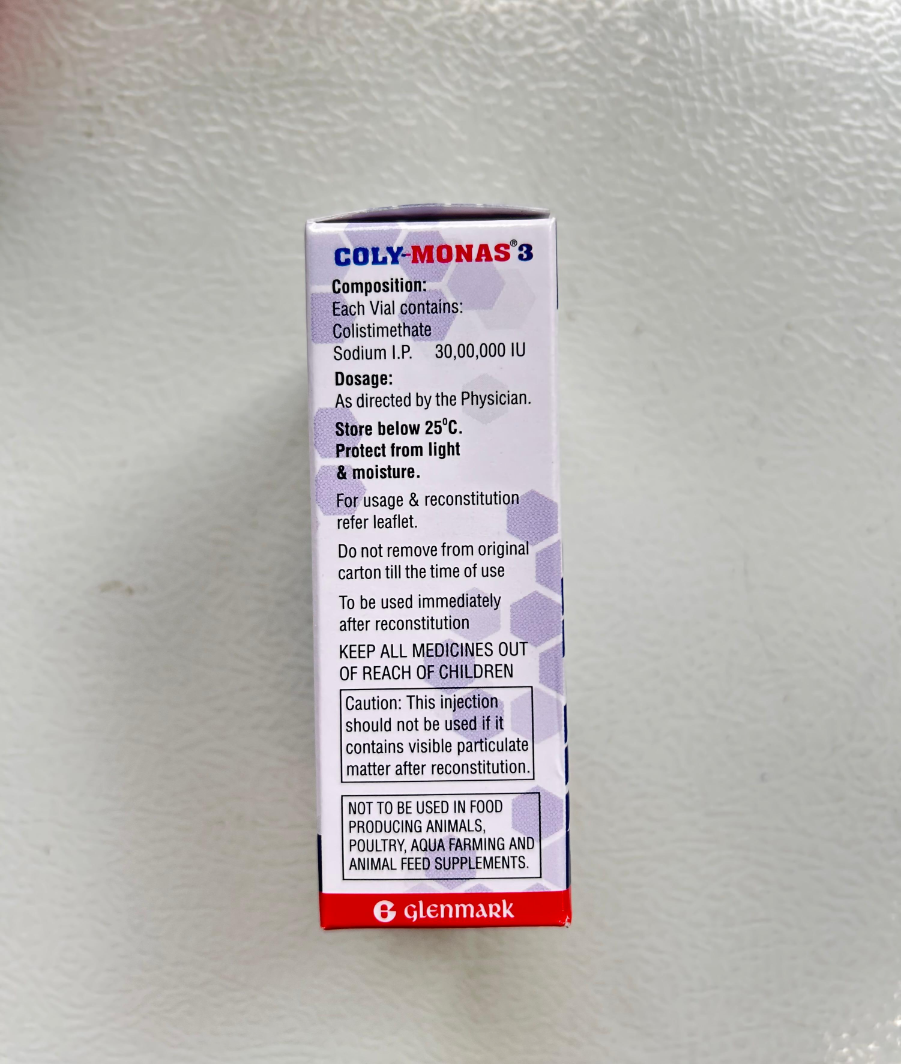 COLY-MONAS®3
Composition:
Each Vial contains:
Colistimethate
Sodium I.P. 30,00,000 IU
Dosage:
As directed by the Physician.
Store below 25⁰C.
Protect from light
& moisture.
For usage & reconstitution
refer leaflet.
Do not remove from original
carton till the time of use
To be used immediately
after reconstitution
KEEP ALL MEDICINES OUT
OF REACH OF CHILDREN
Caution: This injection
should not be used if it
contains visible particulate
matter after reconstitution.
NOT TO BE USED IN FOOD
PRODUCING ANIMALS,
POULTRY, AQUA FARMING AND
ANIMAL FEED SUPPLEMENTS.
glenmark